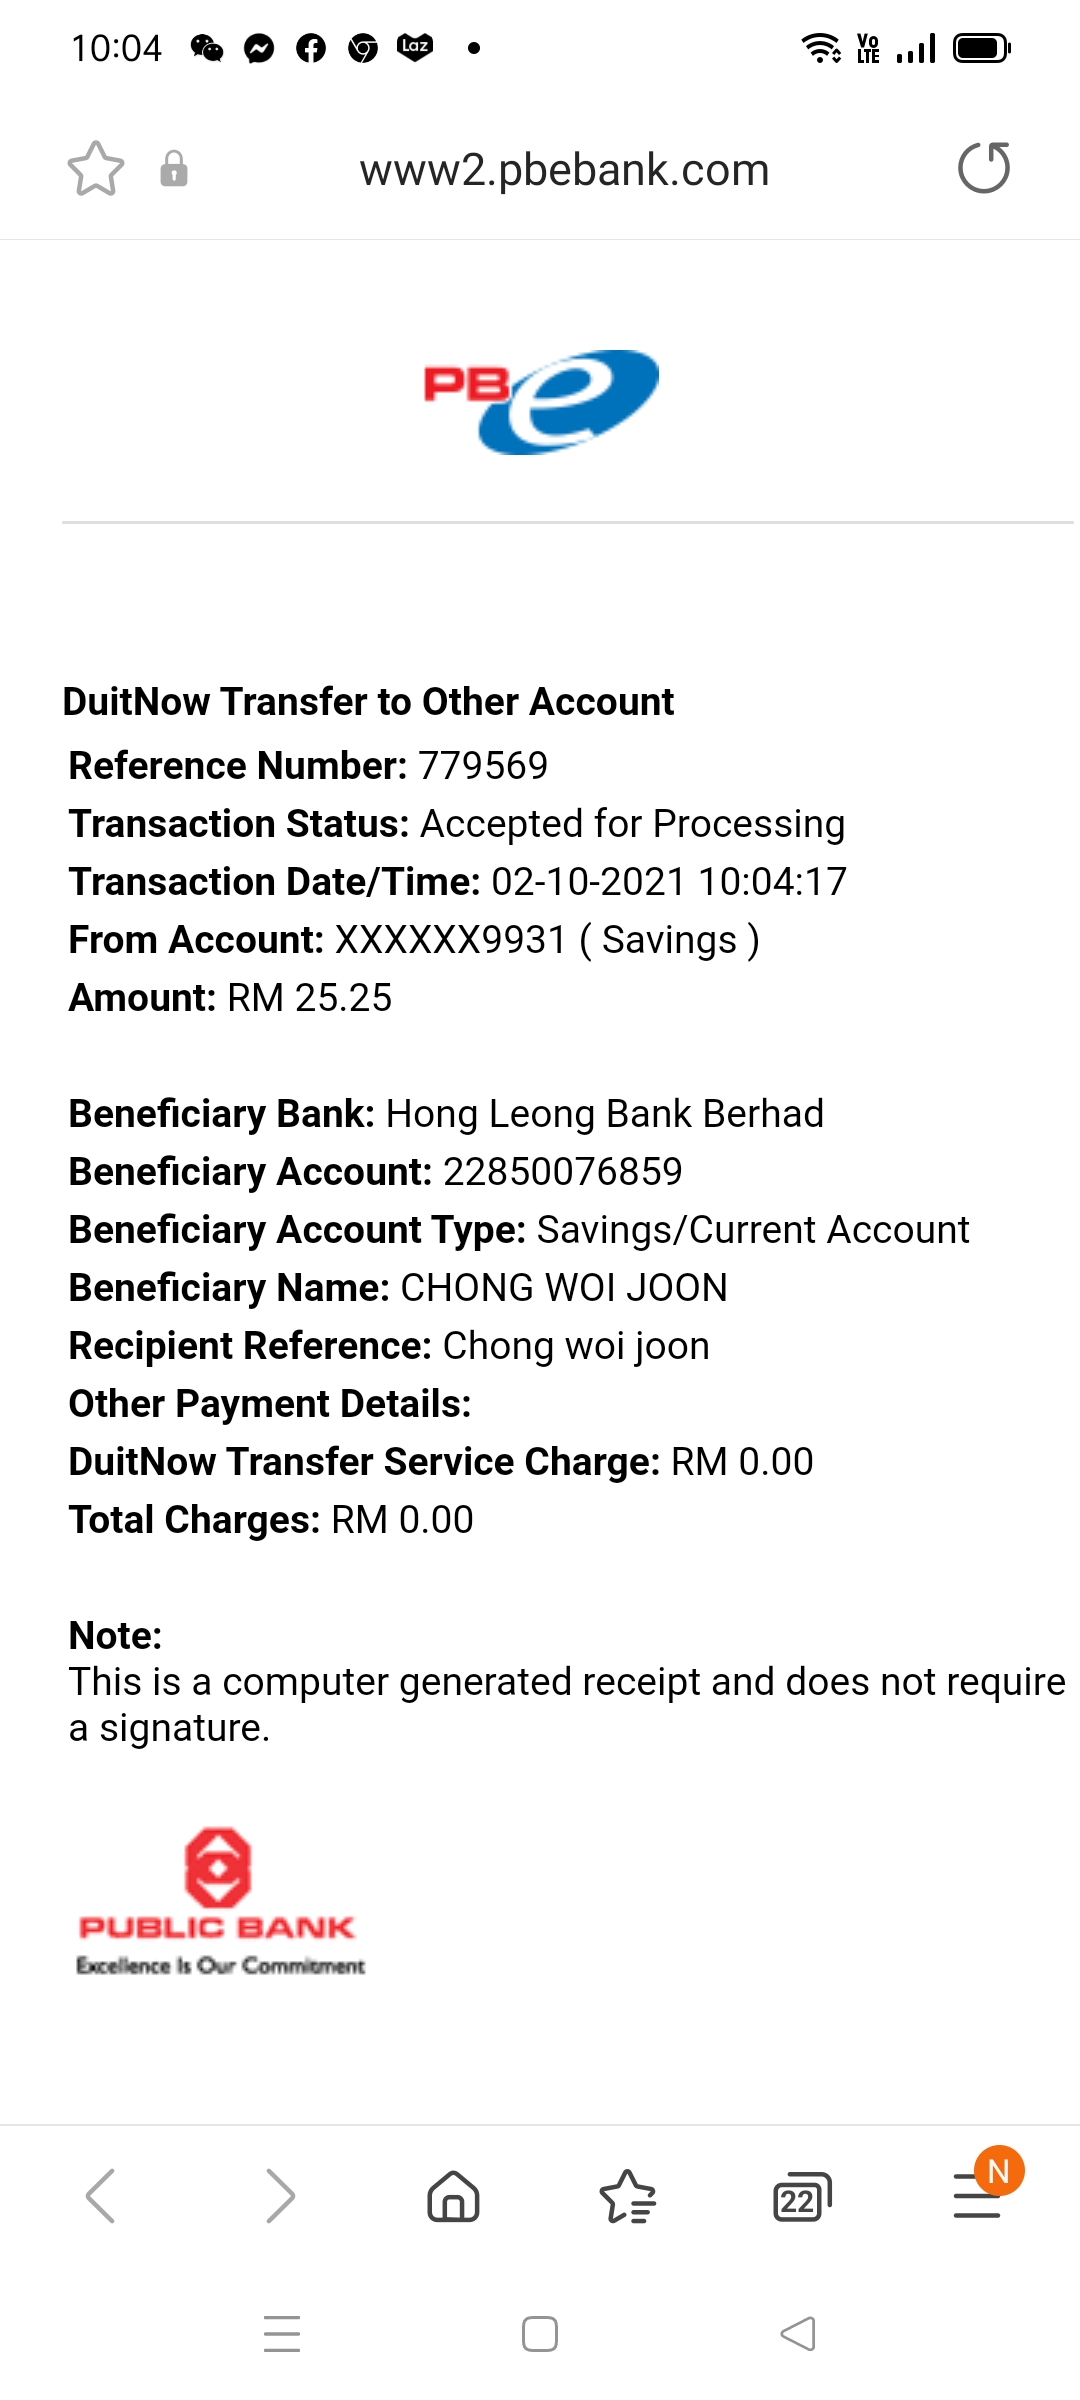 10:04
Laz
Vo
LTE
www2.pbebank.com
PBe
DuitNow Transfer to Other Account
Reference Number: 779569
Transaction Status: Accepted for Processing
Transaction Date/Time: 02-10-2021 10:04:17
From Account: XXXXXX9931 ( Savings )
Amount: RM 25.25
Beneficiary Bank: Hong Leong Bank Berhad
Beneficiary Account: 22850076859
Beneficiary Account Type: Savings/Current Account
Beneficiary Name: CHONG WOI JOON
Recipient Reference: Chong woi joon
Other Payment Details:
DuitNow Transfer Service Charge: RM 0.00
Total Charges: RM 0.00
Note:
This is a computer generated receipt and does not require
a signature.
PUBLIC BANK
Excellence Is Our Commitment
22
N